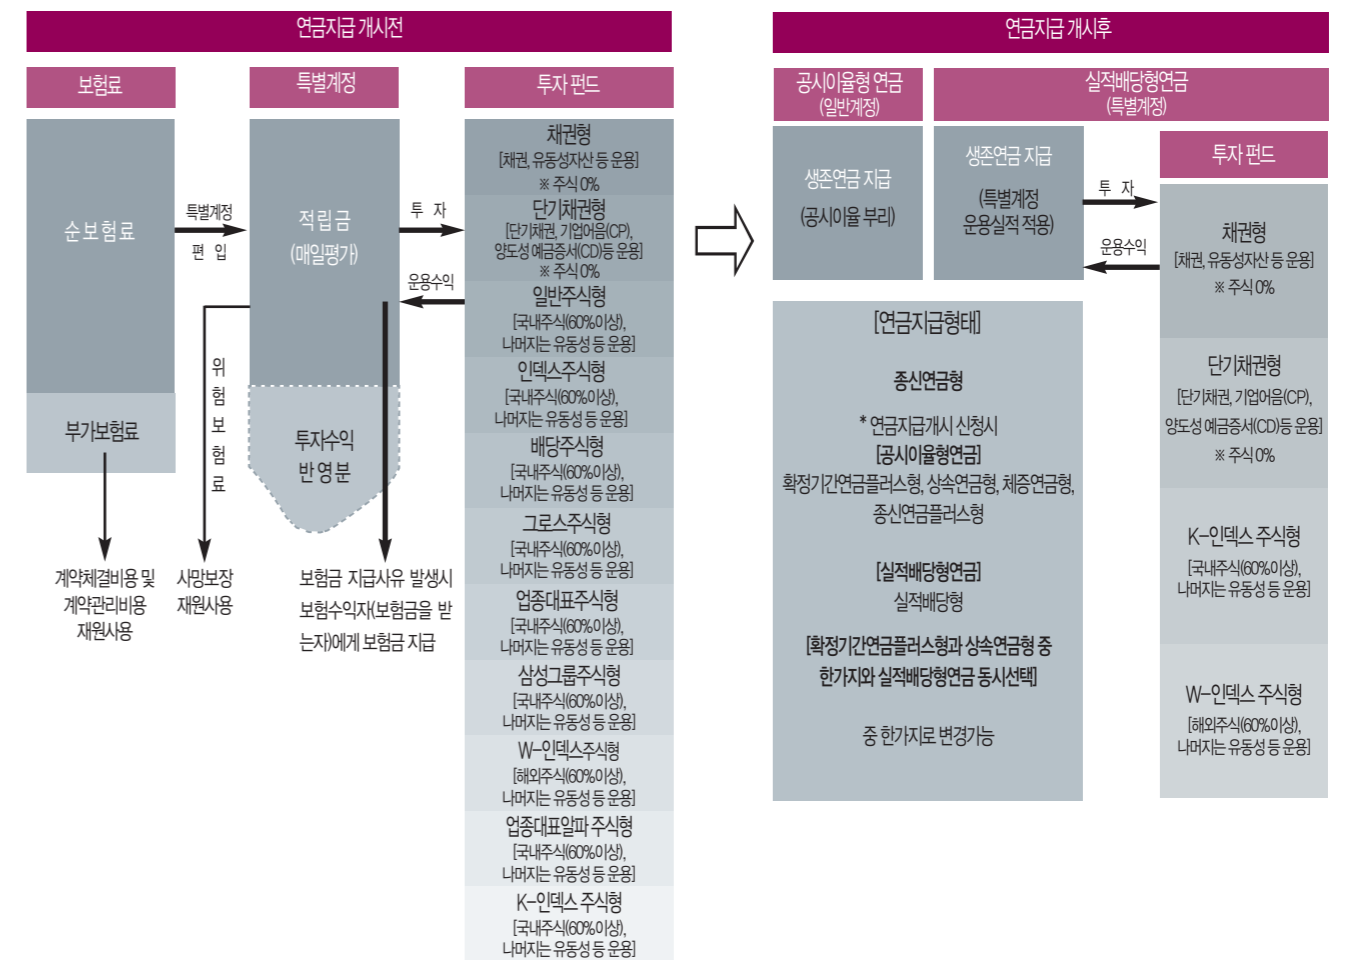 연금지급 개시전
보험료
특별계정
투자 펀드
순보험료
부가보험료
특별계정
편 입
적립금
(매일평가)
투자수익
반영분
투 자
운용수익
위
험
보
험
료
계약체결비용 및
계약관리비용
재원사용
사망보장
재원사용
보험금 지급사유 발생시
보험수익자(보험금을 받
는자)에게 보험금 지급
채권형
[채권, 유동성자산 등 운용]
※ 주식 0%
단기채권형
[단기채권, 기업어음(CP),
양도성 예금증서(CD)등 운용]
※ 주식 0%
일반주식형
[국내주식(60%이상),
나머지는 유동성 등 운용]
인덱스주식형
[국내주식(60%이상),
나머지는 유동성 등 운용]
배당주식형
[국내주식(60%이상),
나머지는 유동성 등 운용]
그로스주식형
[국내주식(60%이상),
나머지는 유동성 등 운용]
업종대표주식형
[국내주식(60%이상),
나머지는 유동성 등 운용]
삼성그룹주식형
[국내주식(60%이상),
나머지는 유동성 등 운용]
W-인덱스주식형
[해외주식(60%이상),
나머지는 유동성 등 운용]
업종대표알파 주식형
[국내주식(60%이상),
나머지는 유동성 등 운용]
K-인덱스 주식형
[국내주식(60%이상),
나머지는 유동성 등 운용]
연금지급 개시후
공시이율형 연금
(일반계정)
실적배당형연금
(특별계정)
생존연금 지급
(공시이율 부리)
생존연금 지급
(특별계정
운용실적 적용)
투 자
운용수익
투자 펀드
채권형
[채권, 유동성자산 등 운용]
※ 주식 0%
단기채권형
[단기채권, 기업어음(CP),
양도성 예금증서(CD)등 운용]
※ 주식 0%
K-인덱스 주식형
[국내주식(60%이상),
나머지는 유동성 등 운용]
W-인덱스 주식형
[해외주식(60%이상),
나머지는 유동성 등 운용]
[연금지급형태]
종신연금형
* 연금지급개시 신청시
[공시이율형연금]
확정기간연금플러스형, 상속연금형, 체증연금형,
종신연금플러스형
[실적배당형연금]
실적배당형
[확정기간연금플러스형과 상속연금형 중
한가지와 실적배당형연금 동시선택]
중 한가지로 변경가능